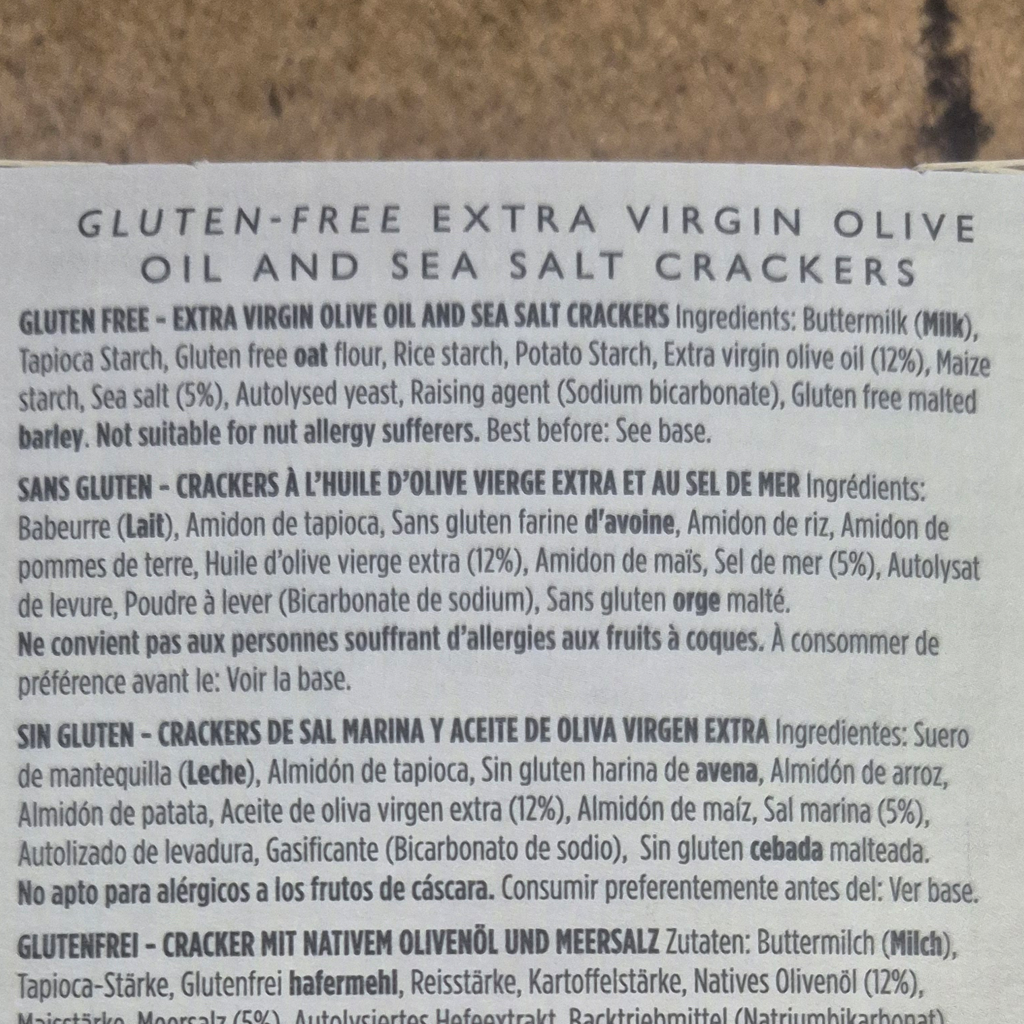 GLUTEN-FREE EXTRA VIRGIN OLIVE
OIL AND SEA SALT CRACKERS
GLUTEN FREE - EXTRA VIRGIN OLIVE OIL AND SEA SALT CRACKERS Ingredients: Buttermilk (Milk),
Tapioca Starch, Gluten free oat flour, Rice starch, Potato Starch, Extra virgin olive oil (12%), Maize
starch, Sea salt (5%), Autolysed yeast, Raising agent (Sodium bicarbonate), Gluten free malted
barley. Not suitable for nut allergy sufferers. Best before: See base.
SANS GLUTEN - CRACKERS À L'HUILE D'OLIVE VIERGE EXTRA ET AU SEL DE MER Ingrédients:
Babeurre (Lait), Amidon de tapioca, Sans gluten farine d'avoine, Amidon de riz, Amidon de
pommes de terre, Huile d'olive vierge extra (12%), Amidon de maïs, Sel de mer (5%), Autolysat
de levure, Poudre à lever (Bicarbonate de sodium), Sans gluten orge malté.
Ne convient pas aux personnes souffrant d'allergies aux fruits à coques. À consommer de
préférence avant le: Voir la base.
SIN GLUTEN - CRACKERS DE SAL MARINA Y ACEITE DE OLIVA VIRGEN EXTRA Ingredientes: Suero
de mantequilla (Leche), Almidón de tapioca, Sin gluten harina de avena, Almidón de arroz,
Almidón de patata, Aceite de oliva virgen extra (12%), Almidón de maíz, Sal marina (5%),
Autolizado de levadura, Gasificante (Bicarbonato de sodio), Sin gluten cebada malteada.
No apto para alérgicos a los frutos de cáscara. Consumir preferentemente antes del: Ver base.
GLUTENFREI - CRACKER MIT NATIVEM OLIVENÖL UND MEERSALZ Zutaten: Buttermilch (Milch),
Tapioca-Stärke, Glutenfrei hafermehl, Reisstärke, Kartoffelstärke, Natives Olivenöl (12%),
Maisstärke, Meersalz (5%), Autolysiertes Hefeextrakt, Backtriebmittel (Natriumbikarbonat),